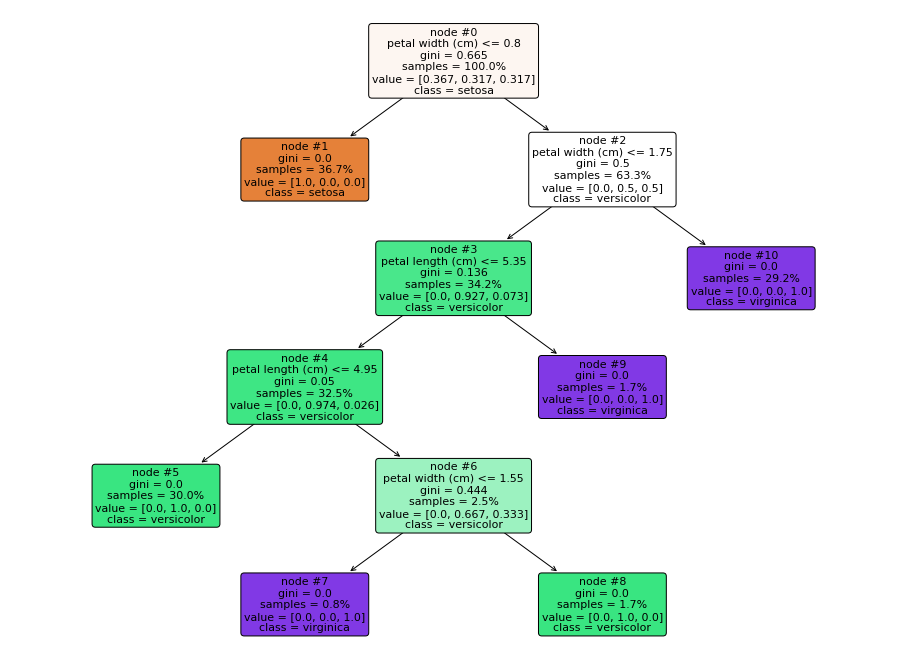 node #0
petal width (cm) <= 0.8
gini = 0.665
samples = 100.0%
value = [0.367, 0.317, 0.317]
class = setosa
node #1
gini = 0.0
samples = 36.7%
value = [1.0, 0.0, 0.0]
class = setosa
node #2
petal width (cm) <= 1.75
gini = 0.5
samples = 63.3%
value = [0.0, 0.5, 0.5]
class = versicolor
node #3
petal length (cm) <= 5.35
gini = 0.136
samples = 34.2%
value = [0.0, 0.927, 0.073]
class = versicolor
node #10
gini = 0.0
samples = 29.2%
value = [0.0, 0.0, 1.0]
class = virginica
node #4
petal length (cm) <= 4.95
gini = 0.05
samples = 32.5%
value = [0.0, 0.974, 0.026]
class = versicolor
node #9
gini = 0.0
samples = 1.7%
value = [0.0, 0.0, 1.0]
class = virginica
node #5
gini = 0.0
samples = 30.0%
value = [0.0, 1.0, 0.0]
class = versicolor
node #6
petal width (cm) <= 1.55
gini = 0.444
samples = 2.5%
value = [0.0, 0.667, 0.333]
class = versicolor
node #7
gini = 0.0
samples = 0.8%
value = [0.0, 0.0, 1.0]
class = virginica
node #8
gini = 0.0
samples = 1.7%
value = [0.0, 1.0, 0.0]
class = versicolor